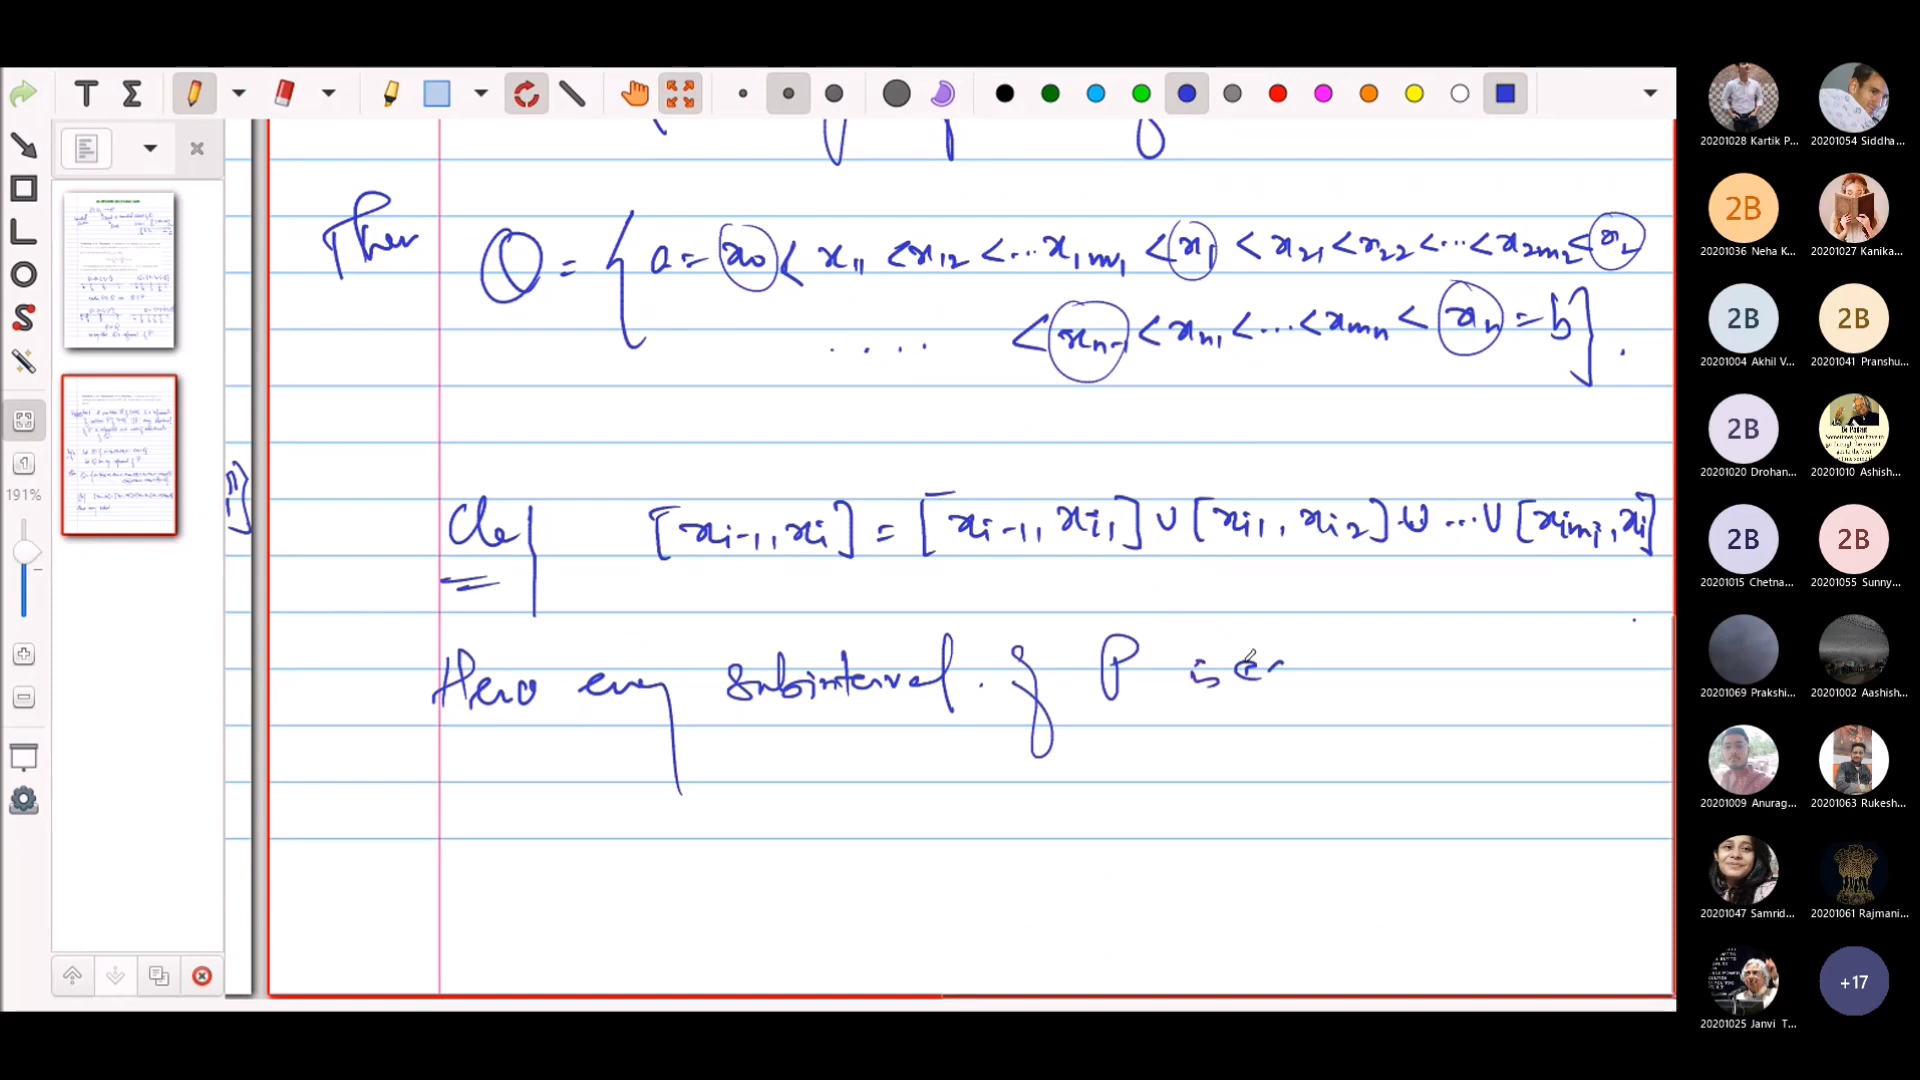 Then Q = { a = x₀ < x₁₁ < x₁₂ < ... x₁ₘ₁ < x₁ < x₂₁ < x₂₂ < ... < x₂ₘ₂ < x₂
..... < xₙ₋₁ < xₙ₁ < ... < xₘₙ < xₙ = b } .
[xᵢ₋₁, xᵢ] = [xᵢ₋₁, xᵢ₁] ∪ [xᵢ₁, xᵢ₂] ∪ ... ∪ [xᵢₘᵢ, xᵢ]
every subinterval of P is
191%
20201028 Kartik P...
20201054 Siddha...
2B
20201036 Neha K...
20201027 Kanika...
2B
20201004 Akhil V...
2B
20201041 Pranshu...
2B
20201020 Drohan...
20201010 Ashish...
2B
20201015 Chetna...
2B
20201055 Sunny...
20201069 Prakshi...
20201002 Aashish...
20201009 Anurag...
20201063 Rukesh...
20201047 Samrid...
20201061 Rajmani...
20201025 Janvi T...
+17